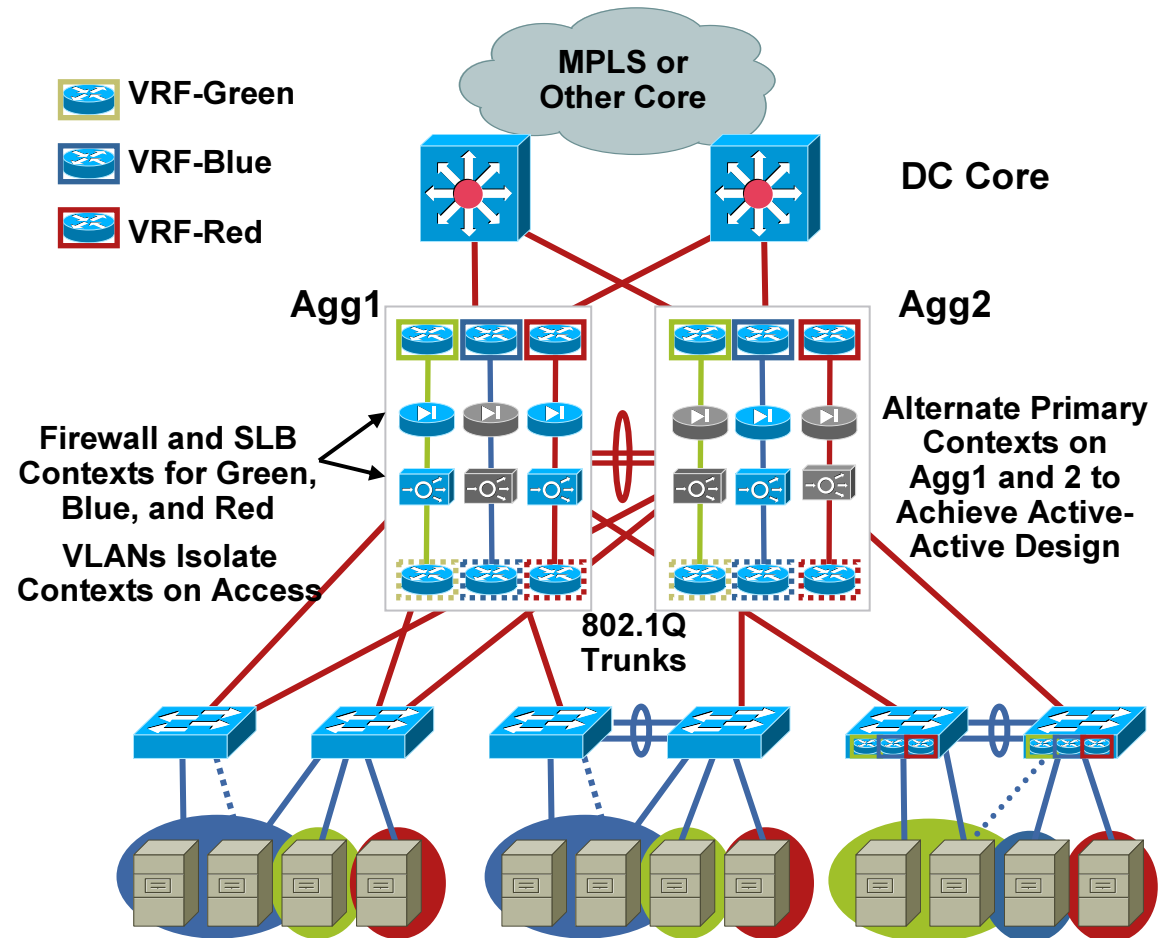 MPLS or
Other Core
VRF-Green
VRF-Blue
VRF-Red
DC Core
Agg1
Agg2
Firewall and SLB
Contexts for Green,
Blue, and Red
VLANs Isolate
Contexts on Access
Alternate Primary
Contexts on
Agg1 and 2 to
Achieve Active-
Active Design
802.1Q
Trunks